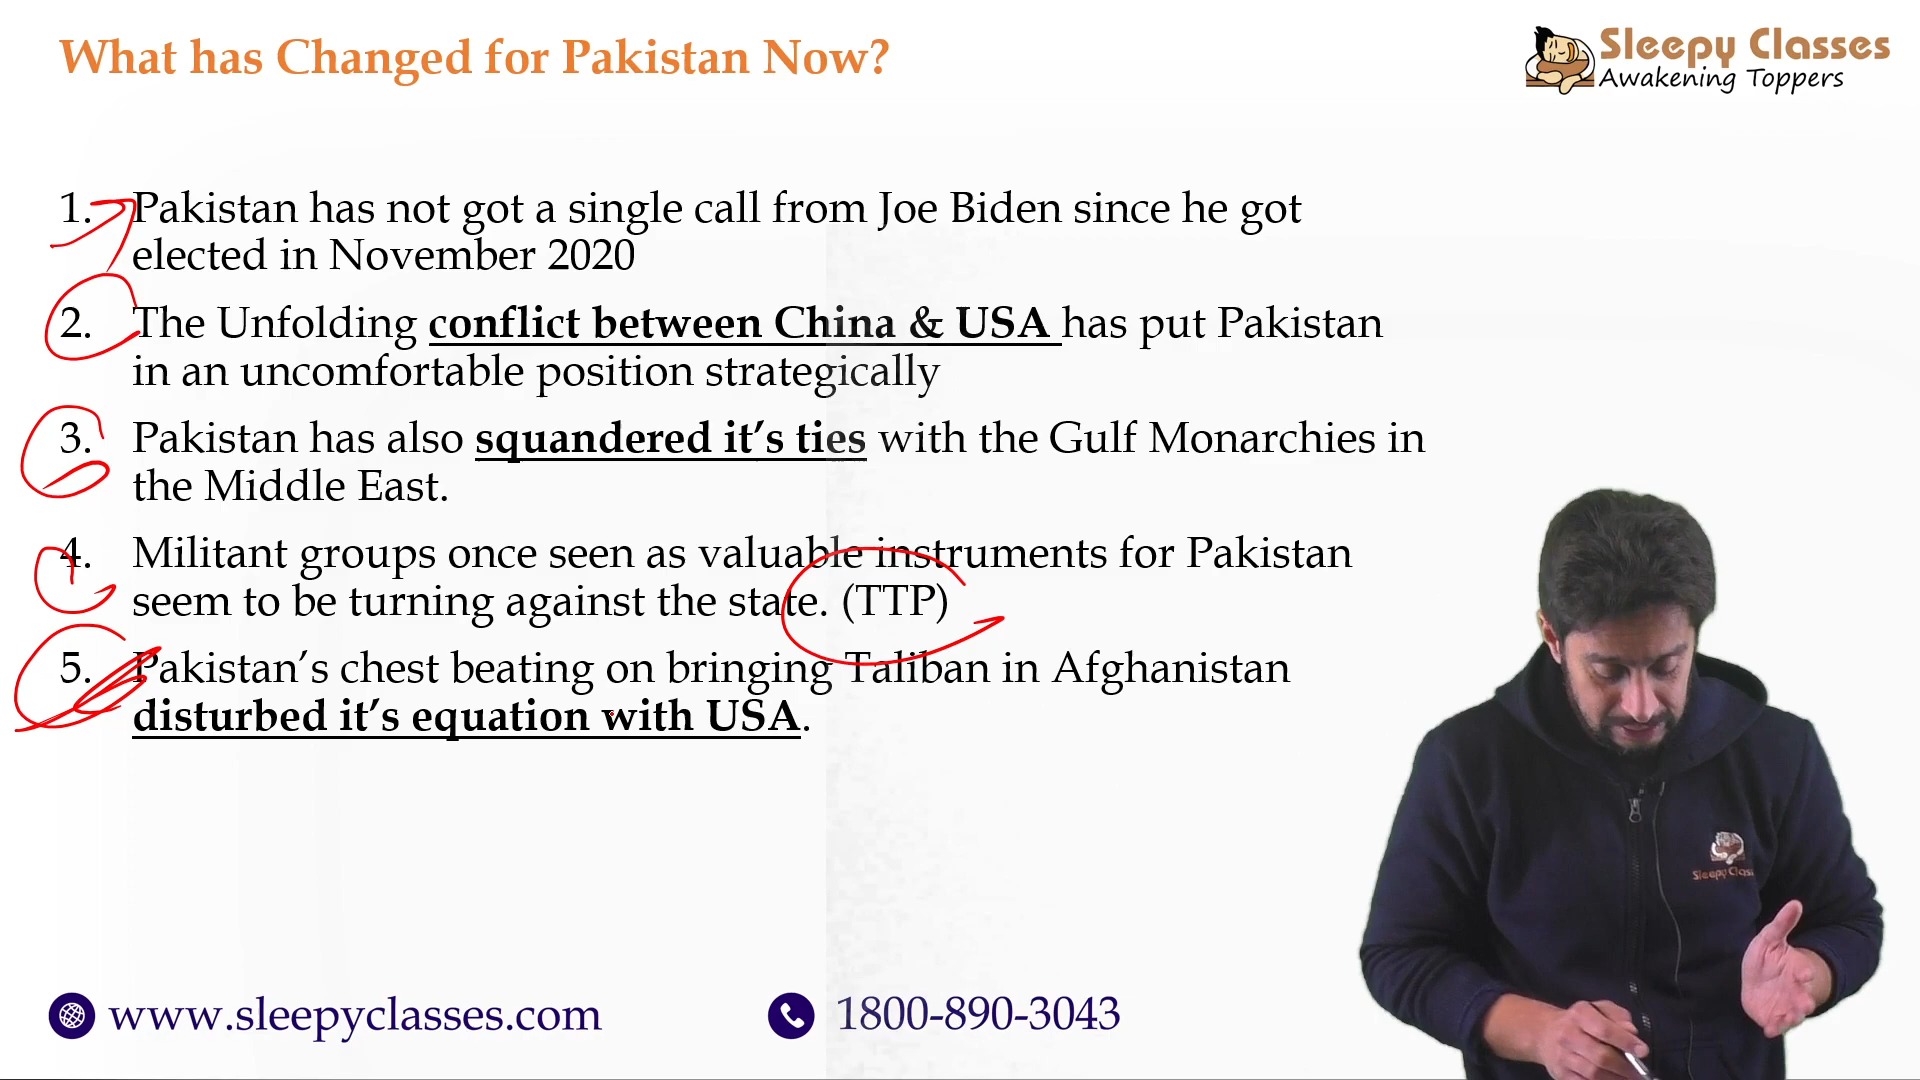 What has Changed for Pakistan Now?
Sleepy Classes
Awakening Toppers
1. Pakistan has not got a single call from Joe Biden since he got
elected in November 2020
2. The Unfolding conflict between China & USA has put Pakistan
in an uncomfortable position strategically
3. Pakistan has also squandered it’s ties with the Gulf Monarchies in
the Middle East.
4. Militant groups once seen as valuable instruments for Pakistan
seem to be turning against the state. (TTP)
5. Pakistan’s chest beating on bringing Taliban in Afghanistan
disturbed it’s equation with USA.
Sleepy Class
www.sleepyclasses.com
1800-890-3043